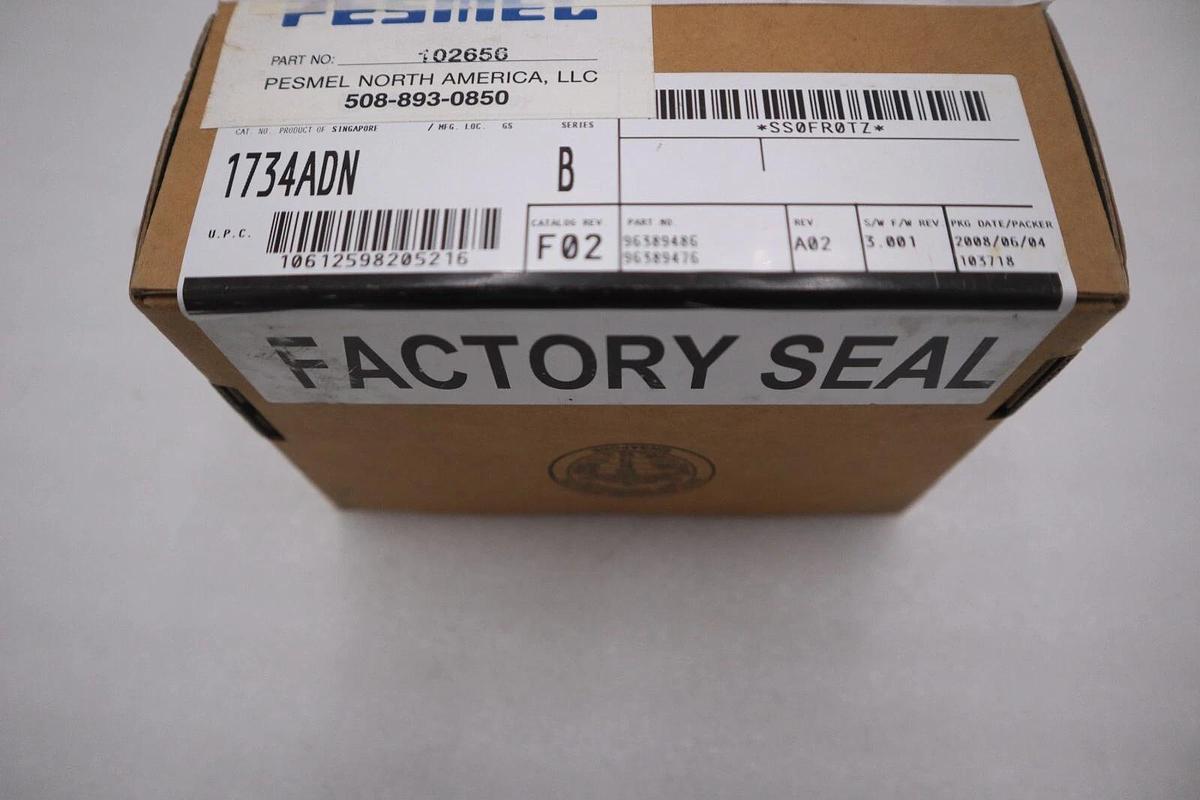 PESMEL
PART NO: 102656
PESMEL NORTH AMERICA, LLC
508-893-0850
*SS0FR0TZ*
CAT. NO. PRODUCT OF SINGAPORE / MFG. LOC. GS SERIES
1734ADN B
U.P.C.
10612598205216
CATALOG REV
F02
PART NO.
96389486
96389476
REV
A02
S/W F/W REV.
3.001
PKG DATE/PACKER
2008/06/04
103718
FACTORY SEAL